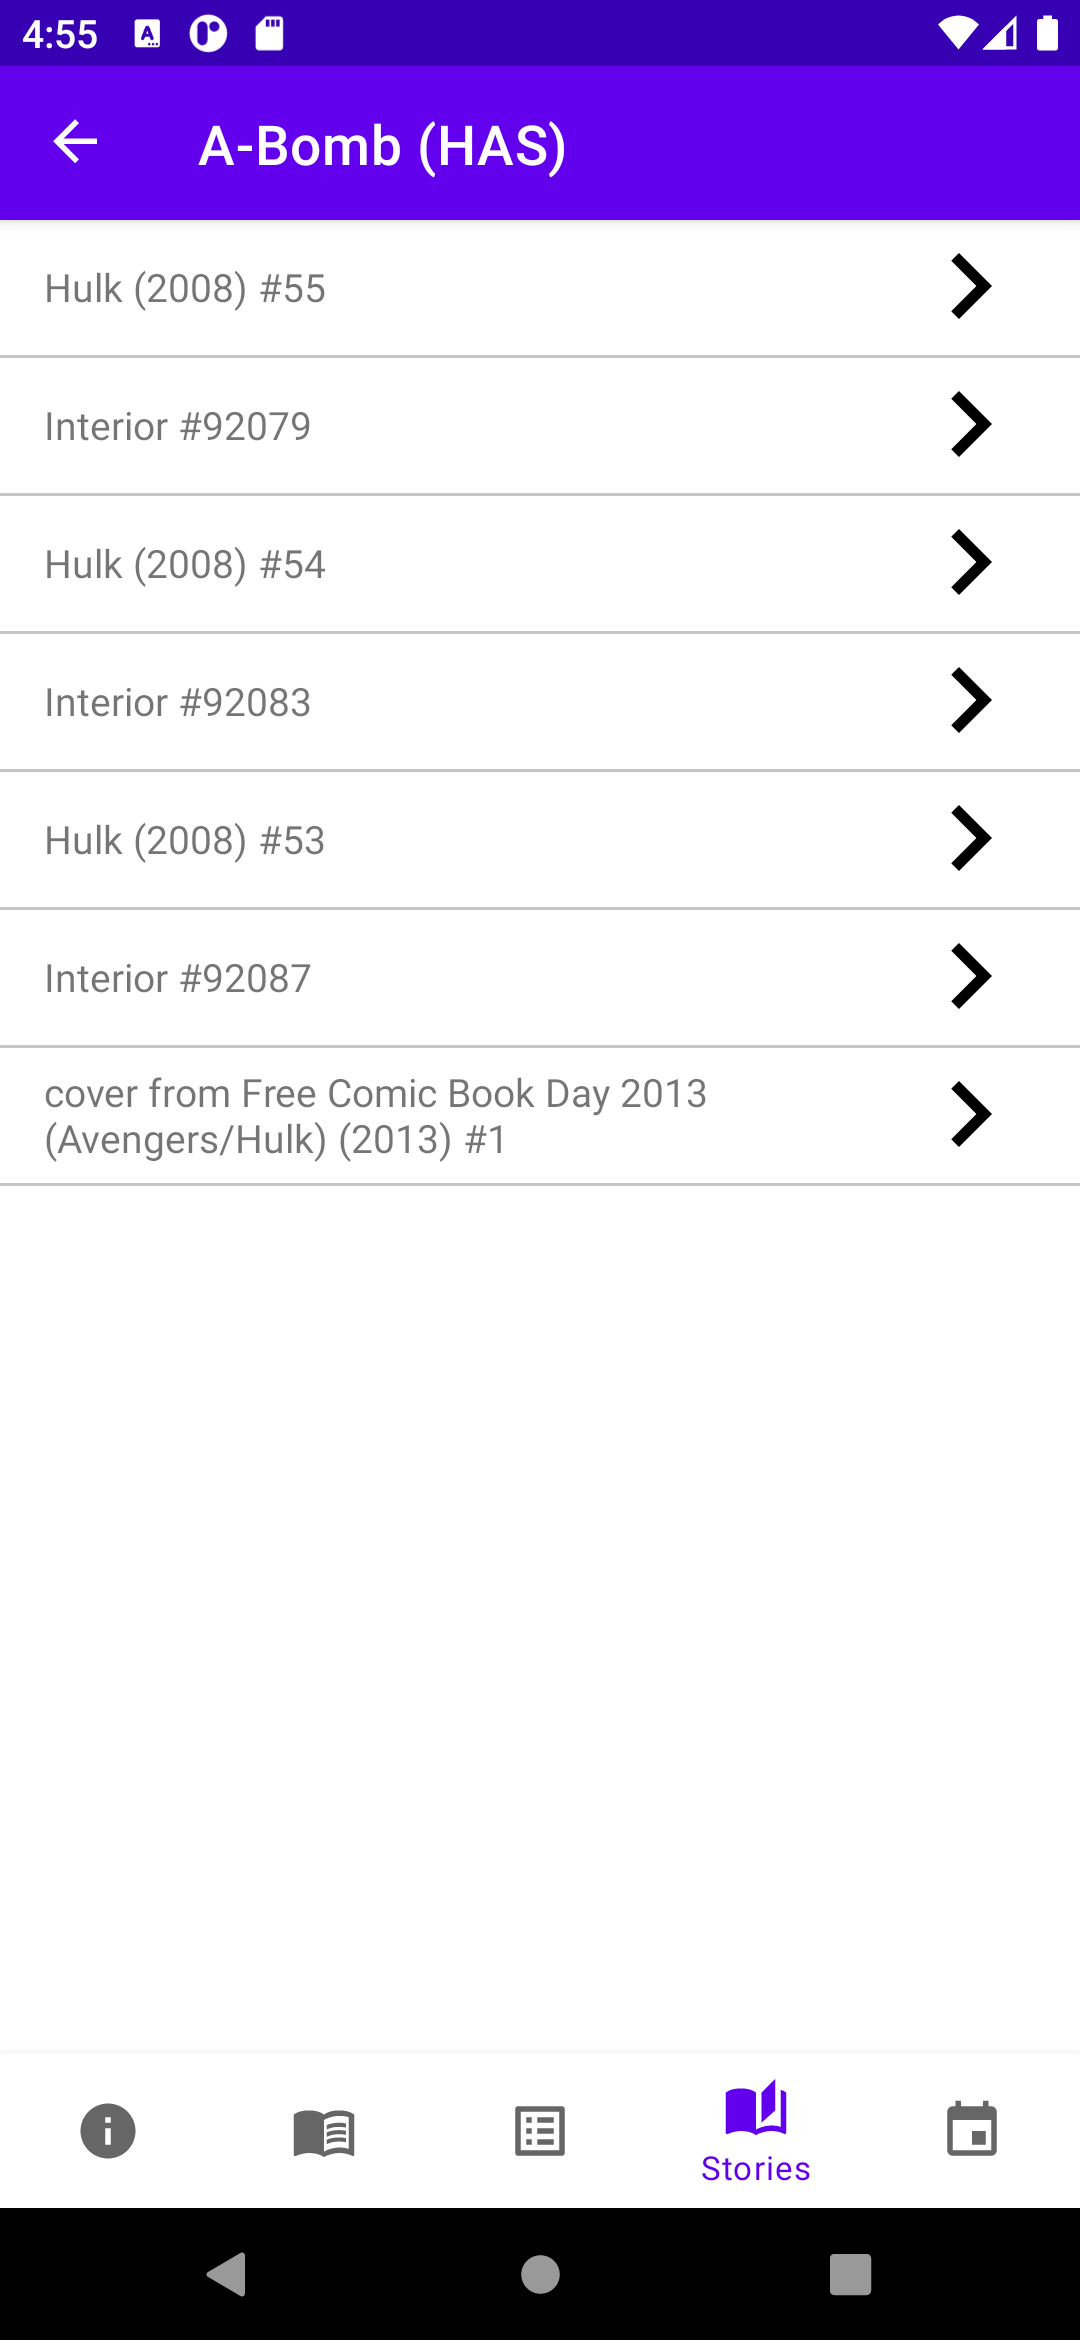 4:55
A-Bomb (HAS)
Hulk (2008) #55
Interior #92079
Hulk (2008) #54
Interior #92083
Hulk (2008) #53
Interior #92087
cover from Free Comic Book Day 2013
(Avengers/Hulk) (2013) #1
Stories